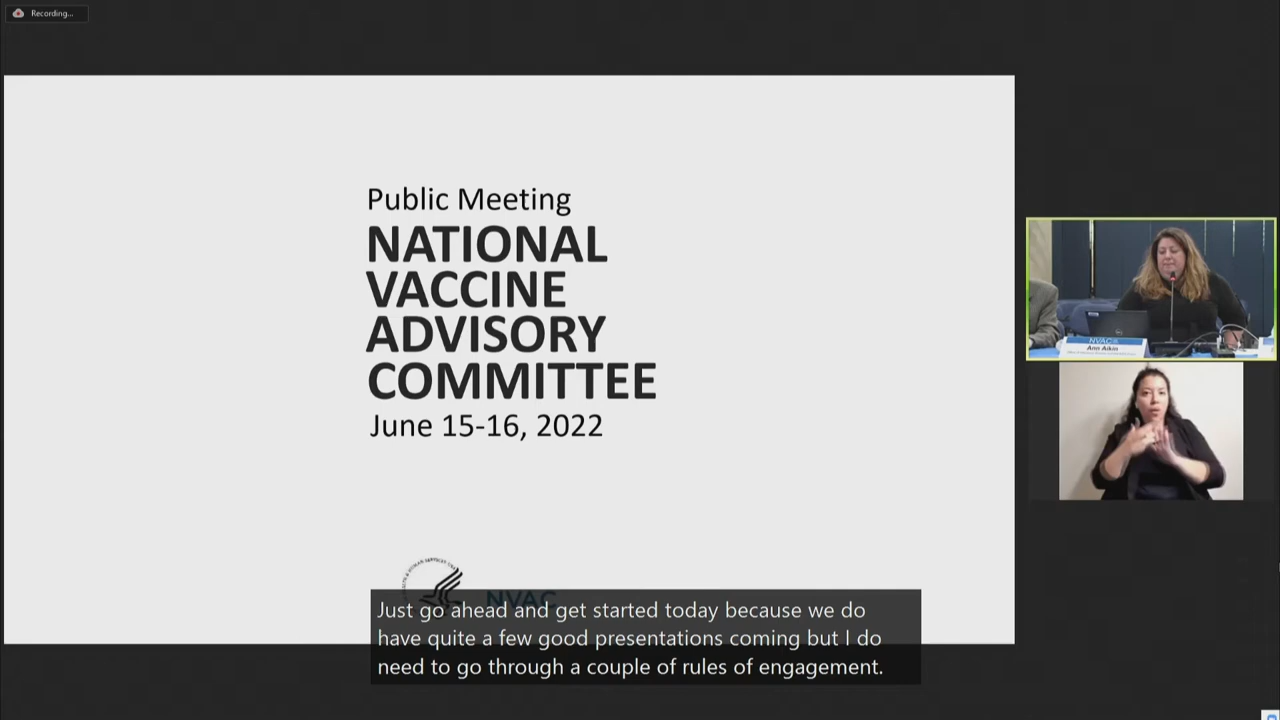 Recording...
Public Meeting
NATIONAL
VACCINE
ADVISORY
COMMITTEE
June 15-16, 2022
NVAC
Ann Aikin
NVAC
Just go ahead and get started today because we do
have quite a few good presentations coming but I do
need to go through a couple of rules of engagement.